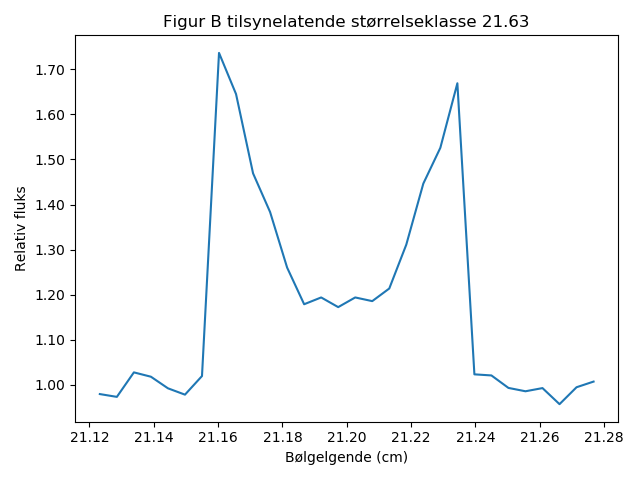 Figur B tilsynelatende størrelseklasse 21.63
Relativ fluks
1.70
1.60
1.50
1.40
1.30
1.20
1.10
1.00
21.12 21.14 21.16 21.18 21.20 21.22 21.24 21.26 21.28
Bølgelgende (cm)